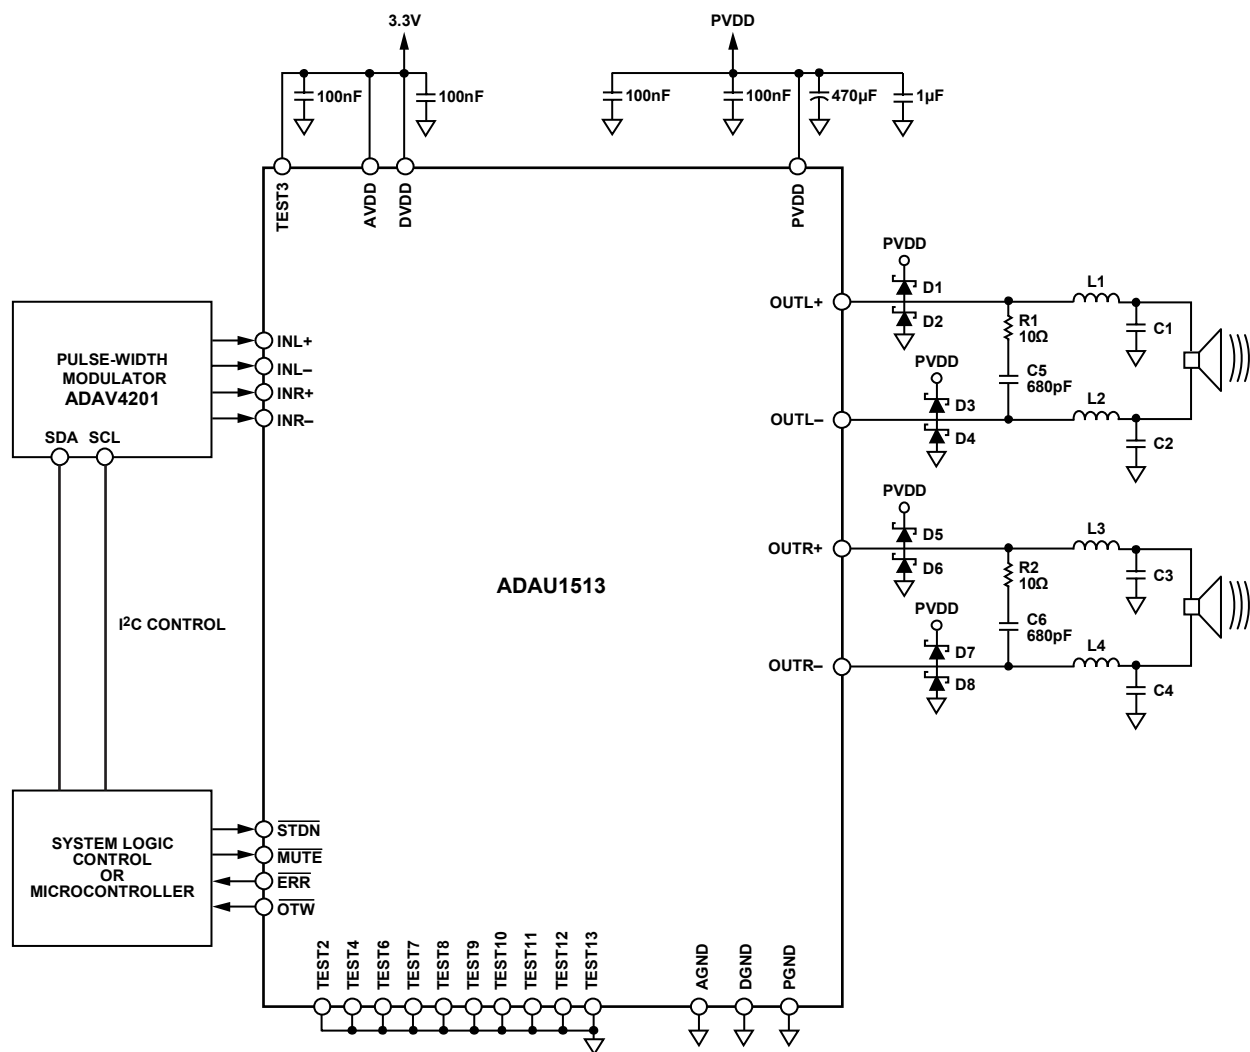 3.3V
PVDD
100nF
100nF
100nF
100nF
470µF
1µF
TEST3
AVDD
DVDD
PVDD
PULSE-WIDTH
MODULATOR
ADAV4201
SDA SCL
INL+
INL–
INR+
INR–
OUTL+
OUTL–
OUTR+
OUTR–
PVDD
D1
D2
PVDD
D3
D4
R1
10Ω
C5
680pF
L1
L2
C1
C2
PVDD
D5
D6
PVDD
D7
D8
R2
10Ω
C6
680pF
L3
L4
C3
C4
ADAU1513
I²C CONTROL
SYSTEM LOGIC
CONTROL
OR
MICROCONTROLLER
STDN
MUTE
ERR
OTW
TEST2
TEST4
TEST6
TEST7
TEST8
TEST9
TEST10
TEST11
TEST12
TEST13
AGND
DGND
PGND